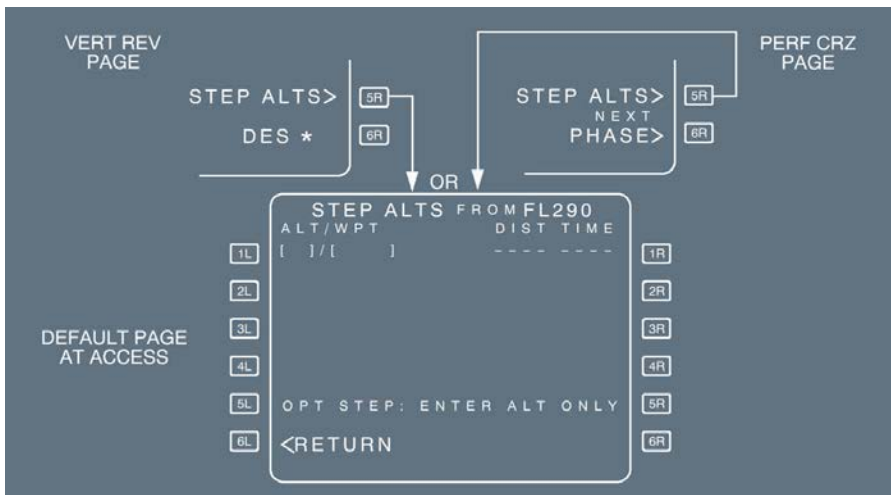 VERT REV
PAGE
STEP ALTS> 5R
DES * 6R
STEP ALTS> 5R
NEXT
PHASE> 6R
PERF CRZ
PAGE
OR
STEP ALTS FROM FL290
ALT/WPT DIST TIME
1L [ ]/[ ] ---- ---- 1R
2L 2R
3L 3R
DEFAULT PAGE
AT ACCESS
4L 4R
5L OPT STEP: ENTER ALT ONLY 5R
6L <RETURN 6R